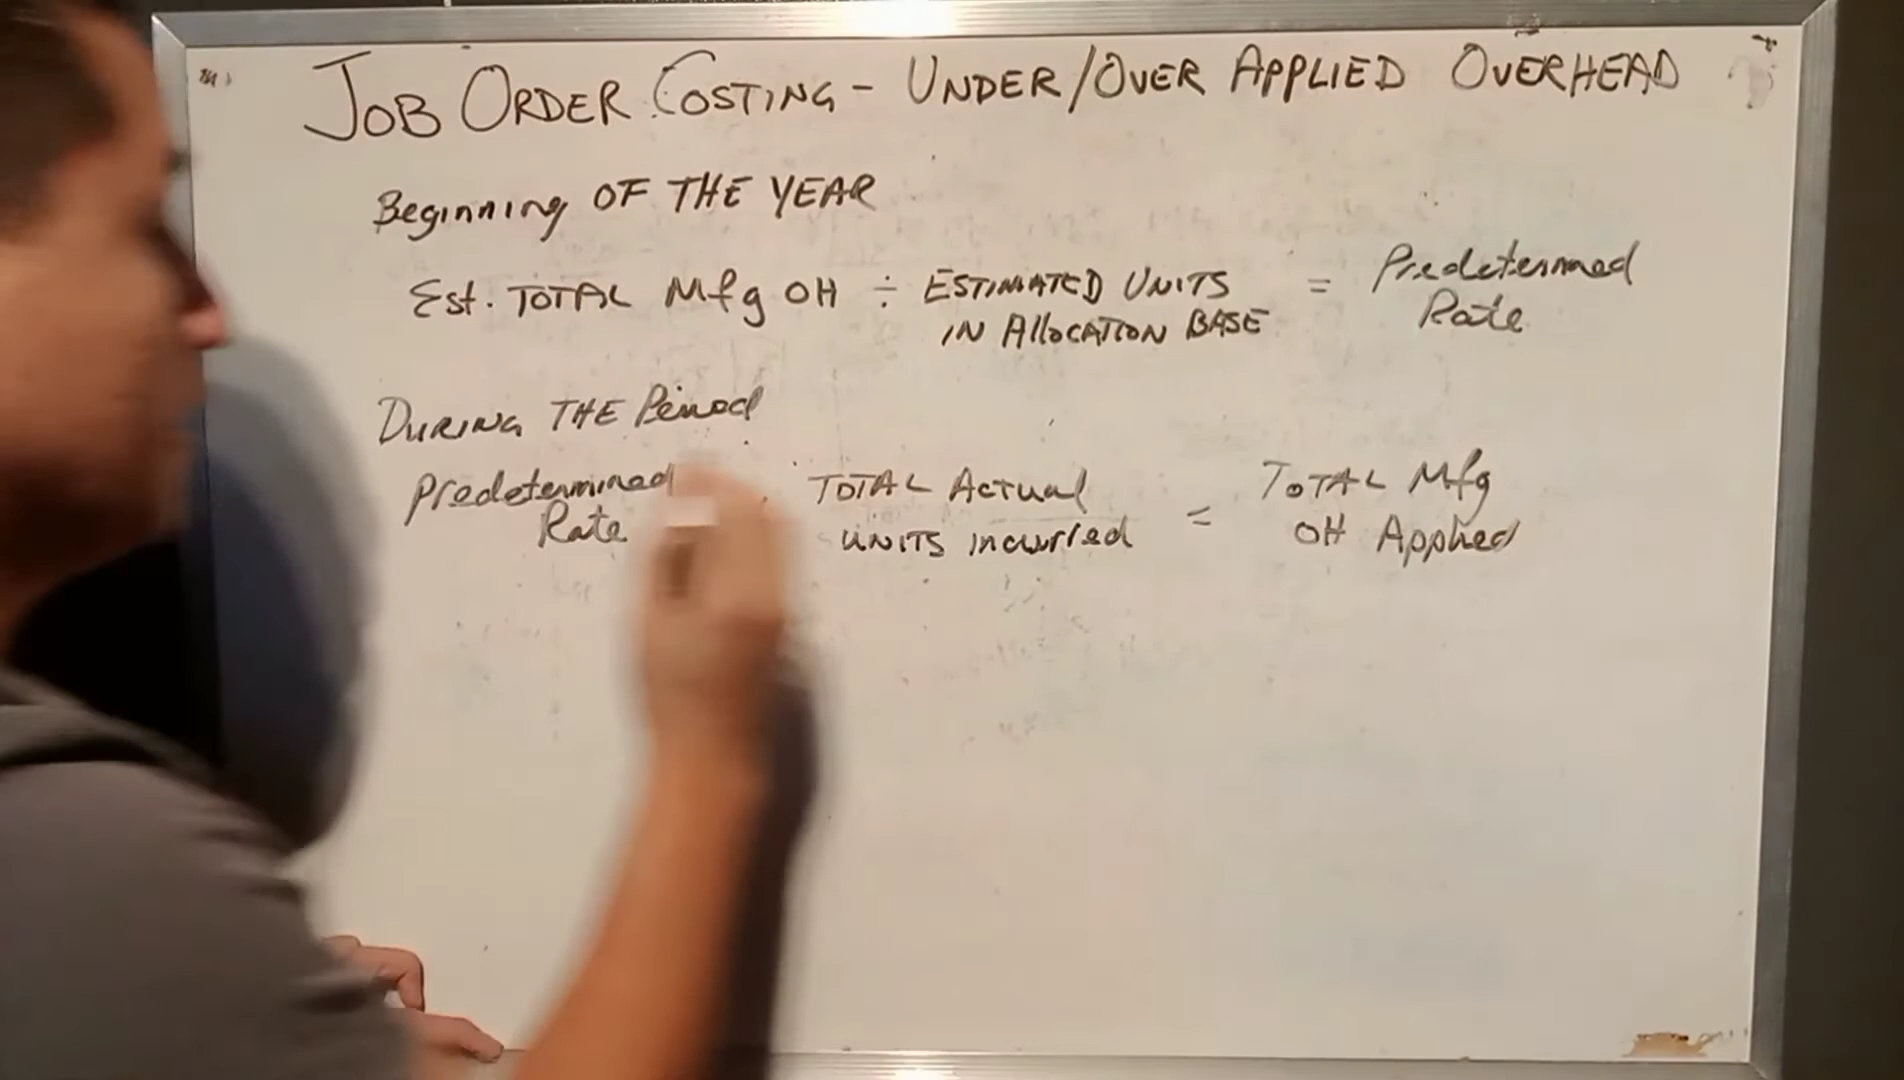 JOB ORDER COSTING - UNDER/OVER APPLIED OVERHEAD
Beginning OF THE YEAR
Est. TOTAL Mfg OH ÷ ESTIMATED UNITS IN ALLOCATION BASE = Predetermined Rate
DURING THE Period
Predetermined Rate TOTAL Actual UNITS incurred = TOTAL Mfg OH Applied